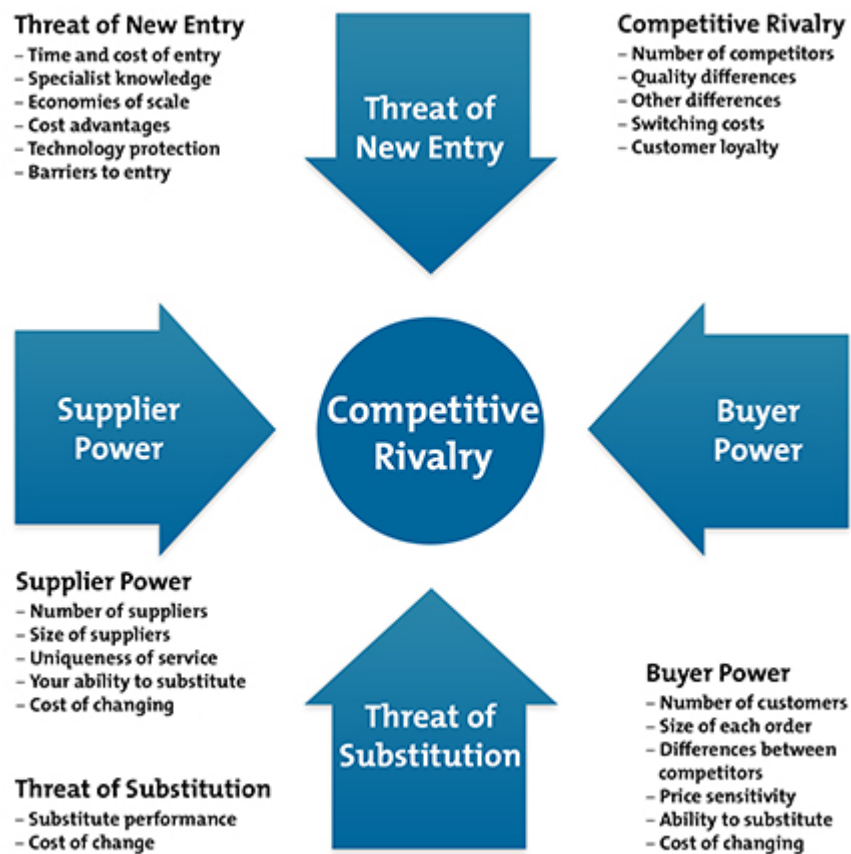 Threat of New Entry
– Time and cost of entry
– Specialist knowledge
– Economies of scale
– Cost advantages
– Technology protection
– Barriers to entry
Threat of
New Entry
Competitive Rivalry
– Number of competitors
– Quality differences
– Other differences
– Switching costs
– Customer loyalty
Supplier
Power
Competitive
Rivalry
Buyer
Power
Supplier Power
– Number of suppliers
– Size of suppliers
– Uniqueness of service
– Your ability to substitute
– Cost of changing
Threat of Substitution
– Substitute performance
– Cost of change
Threat of
Substitution
Buyer Power
– Number of customers
– Size of each order
– Differences between
competitors
– Price sensitivity
– Ability to substitute
– Cost of changing